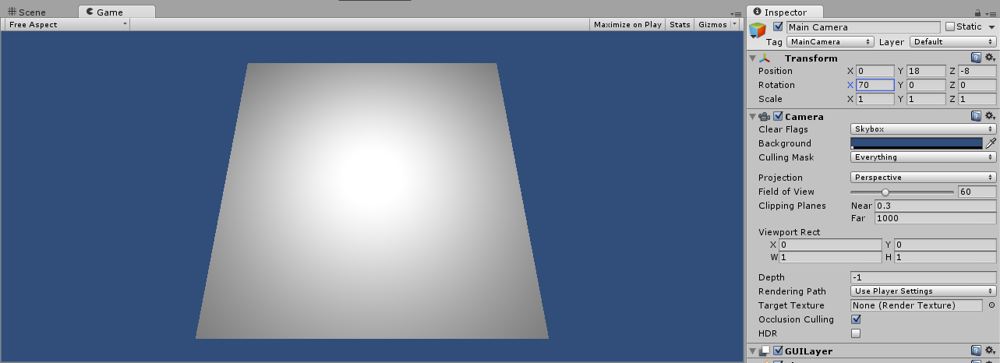 Scene Game
Free Aspect Maximize on Play Stats Gizmos
Inspector
Main Camera Static
Tag MainCamera Layer Default
Transform
Position X 0 Y 18 Z -8
Rotation X 70 Y 0 Z 0
Scale X 1 Y 1 Z 1
Camera
Clear Flags Skybox
Background
Culling Mask Everything
Projection Perspective
Field of View 60
Clipping Planes Near 0.3
Far 1000
Viewport Rect
X 0 Y 0
W 1 H 1
Depth -1
Rendering Path Use Player Settings
Target Texture None (Render Texture)
Occlusion Culling
HDR
GUILayer